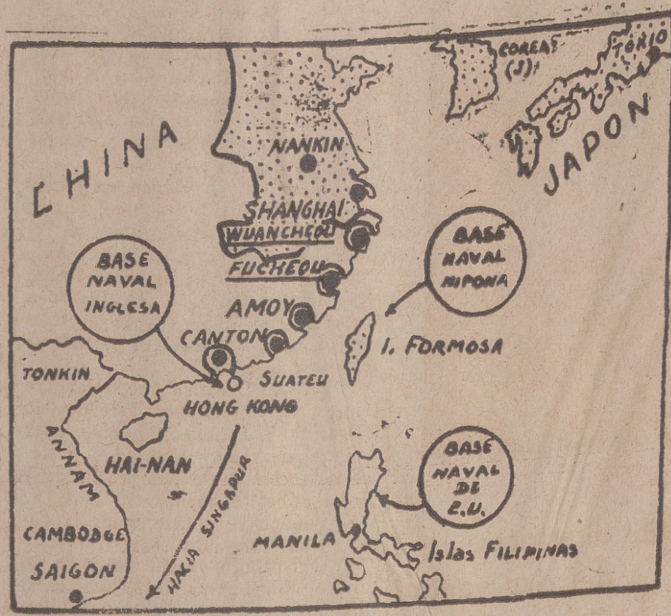 COREA
(J)
TOKIO
JAPON
CHINA
NANKIN
SHANGHAI
WUANCHEOU
FUCHEOU
AMOY
CANTON
SUATEU
HONG KONG
BASE
NAVAL
INGLESA
BASE
NAVAL
NIPONA
I. FORMOSA
TONKIN
ANNAM
HAI-NAN
HACIA SINGAPUR
CAMBODGE
SAIGON
BASE
NAVAL
DE
E.U.
MANILA
Islas FILIPINAS